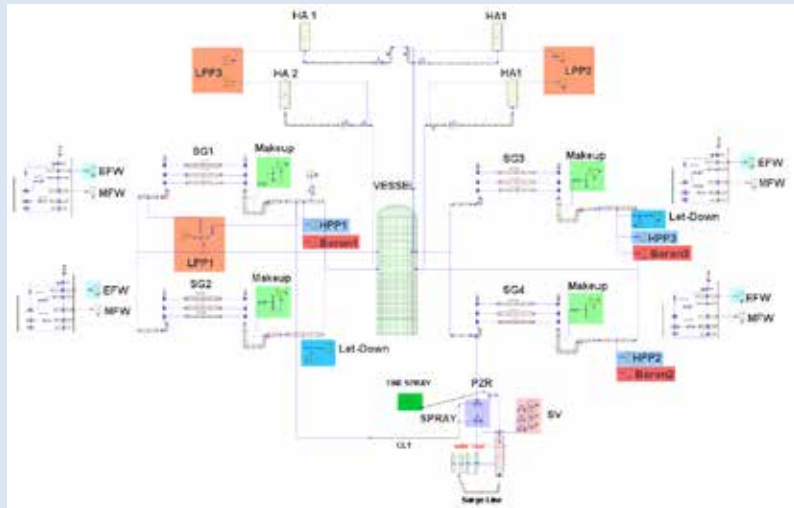 HA 1
HA1
LPP3
LPP2
HA 2
HA1
SG1
Makeup
SG3
Makeup
EFW
MFW
EFW
MFW
VESSEL
Let-Down
HPP1
Boron1
HPP3
Boron3
LPP1
SG2
Makeup
SG4
Makeup
EFW
MFW
EFW
MFW
Let-Down
HPP2
Boron2
PZR
SPRAY
SV
CL1
Surge Line